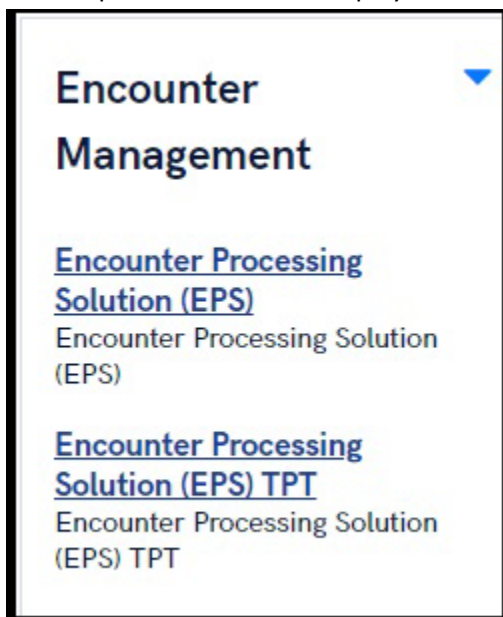 Encounter
Management
Encounter Processing
Solution (EPS)
Encounter Processing Solution
(EPS)
Encounter Processing
Solution (EPS) TPT
Encounter Processing Solution
(EPS) TPT